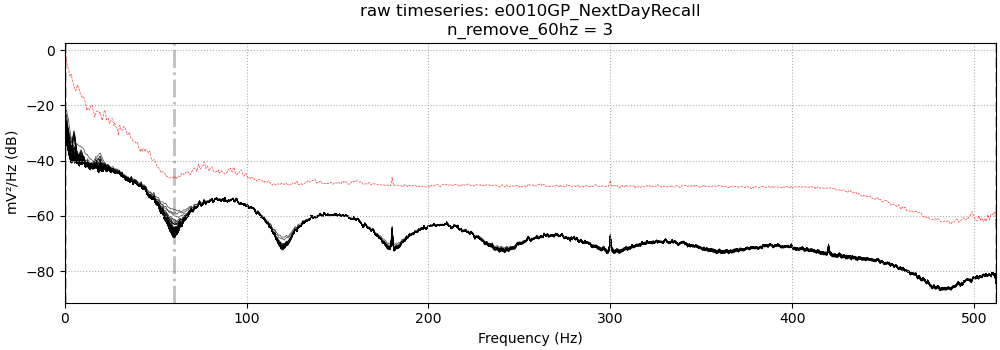 raw timeseries: e0010GP_NextDayRecall
n_remove_60hz = 3
mV²/Hz (dB)
0
−20
−40
−60
−80
0 100 200 300 400 500
Frequency (Hz)